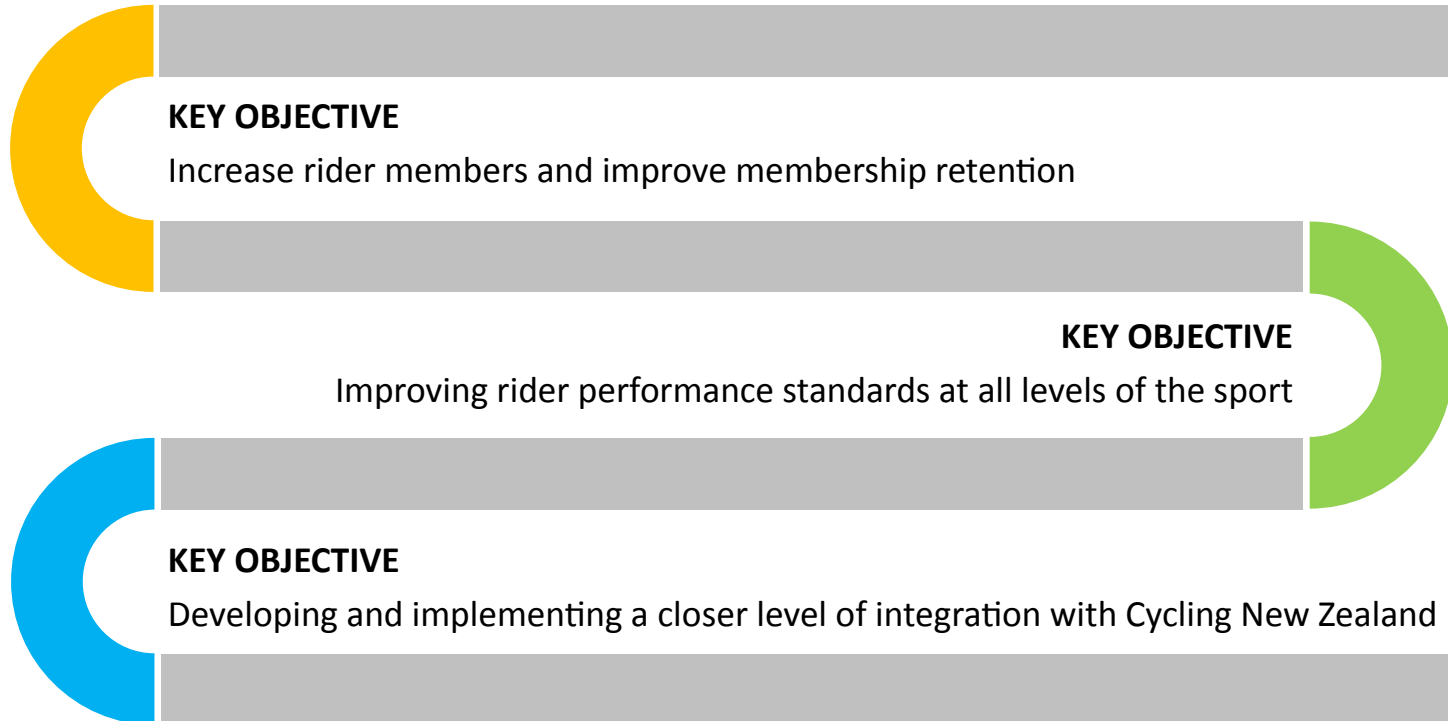 KEY OBJECTIVE
Increase rider members and improve membership retention
KEY OBJECTIVE
Improving rider performance standards at all levels of the sport
KEY OBJECTIVE
Developing and implementing a closer level of integration with Cycling New Zealand